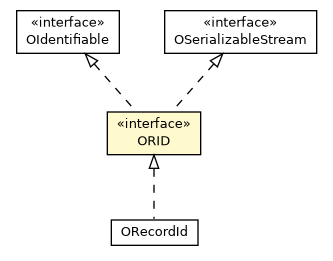 «interface»
OIdentifiable
«interface»
OSerializableStream
«interface»
ORID
ORecordId